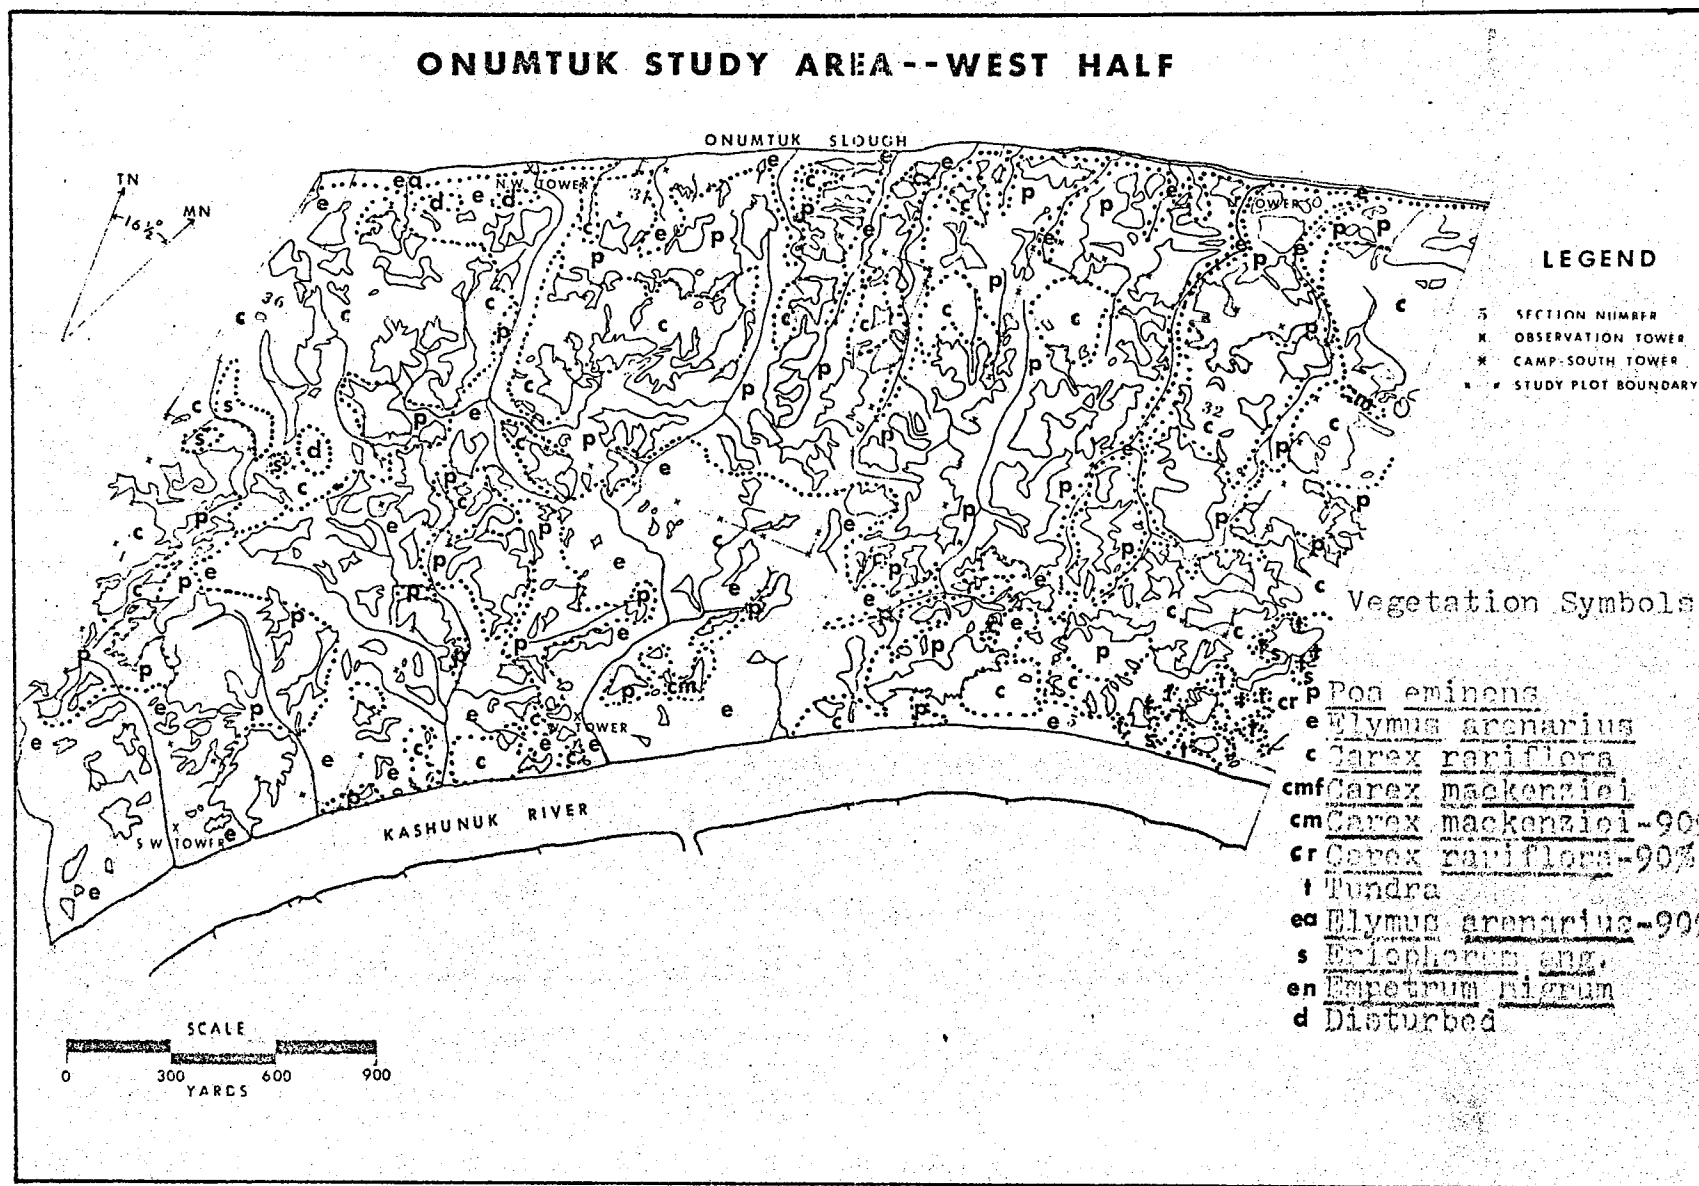 ONUMTUK STUDY AREA--WEST HALF
ONUMTUK SLOUGH
TN
MN
16½°
N.W. TOWER
31
36
32
TOWER
S W TOWER
KASHUNUK RIVER
LEGEND
5 SECTION NUMBER
x OBSERVATION TOWER
* CAMP-SOUTH TOWER
STUDY PLOT BOUNDARY
Vegetation Symbols
p Poa eminens
e Elymus arenarius
c Carex rariflora
cmf Carex mackenziei
cm Carex mackenziei-90%
cr Carex rariflora-90%
t Tundra
ea Elymus arenarius-90%
s Eriophorum ang.
en Empetrum nigrum
d Disturbed
SCALE
0 300 600 900
YARDS